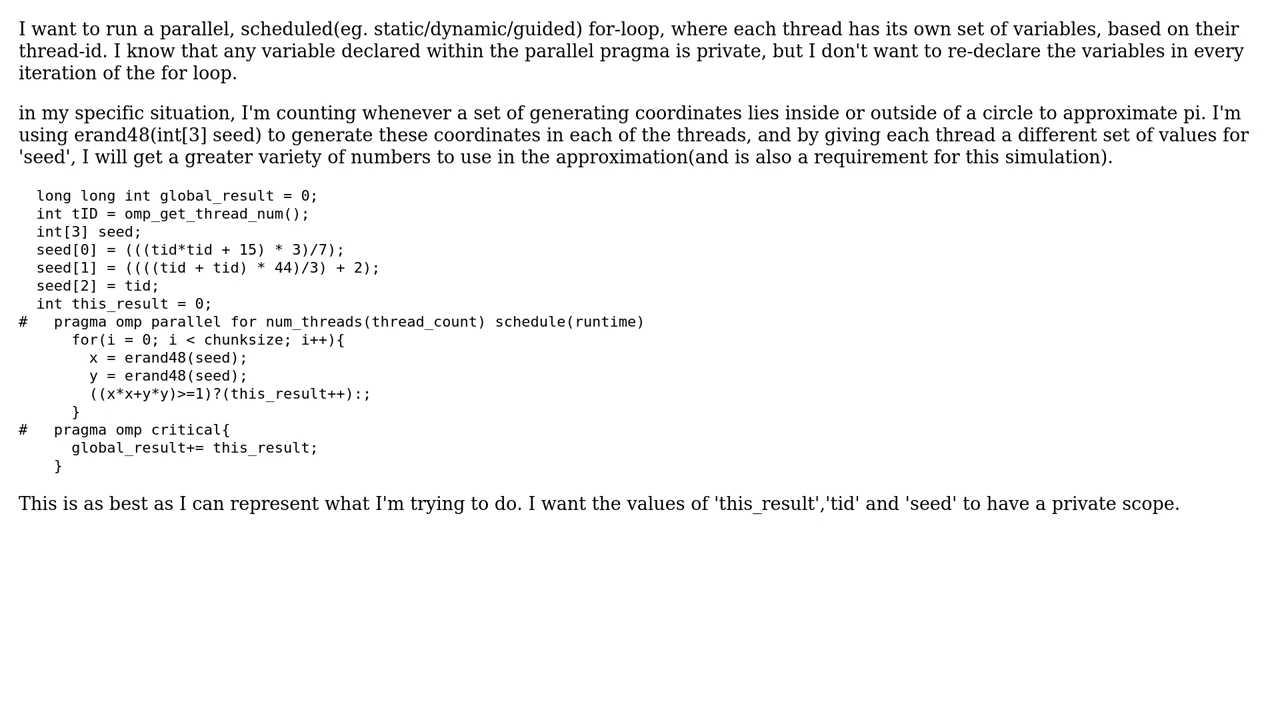 I want to run a parallel, scheduled(eg. static/dynamic/guided) for-loop, where each thread has its own set of variables, based on their
thread-id. I know that any variable declared within the parallel pragma is private, but I don't want to re-declare the variables in every
iteration of the for loop.
in my specific situation, I'm counting whenever a set of generating coordinates lies inside or outside of a circle to approximate pi. I'm
using erand48(int[3] seed) to generate these coordinates in each of the threads, and by giving each thread a different set of values for
'seed', I will get a greater variety of numbers to use in the approximation(and is also a requirement for this simulation).
  long long int global_result = 0;
  int tID = omp_get_thread_num();
  int[3] seed;
  seed[0] = (((tid*tid + 15) * 3)/7);
  seed[1] = ((((tid + tid) * 44)/3) + 2);
  seed[2] = tid;
  int this_result = 0;
#   pragma omp parallel for num_threads(thread_count) schedule(runtime)
      for(i = 0; i < chunksize; i++){
        x = erand48(seed);
        y = erand48(seed);
        ((x*x+y*y)>=1)?(this_result++):;
      }
#   pragma omp critical{
      global_result+= this_result;
    }
This is as best as I can represent what I'm trying to do. I want the values of 'this_result','tid' and 'seed' to have a private scope.